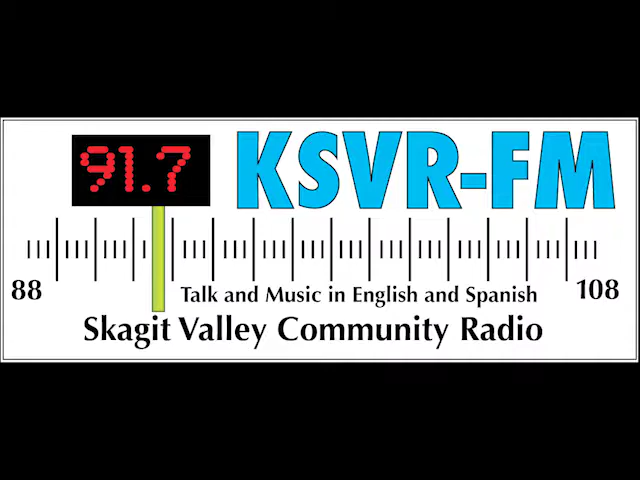 91.7 KSVR-FM
88 108
Talk and Music in English and Spanish
Skagit Valley Community Radio